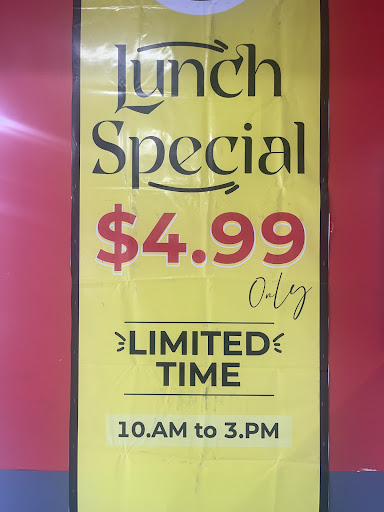 Lunch
Special
$4.99
Only
LIMITED
TIME
10.AM to 3.PM